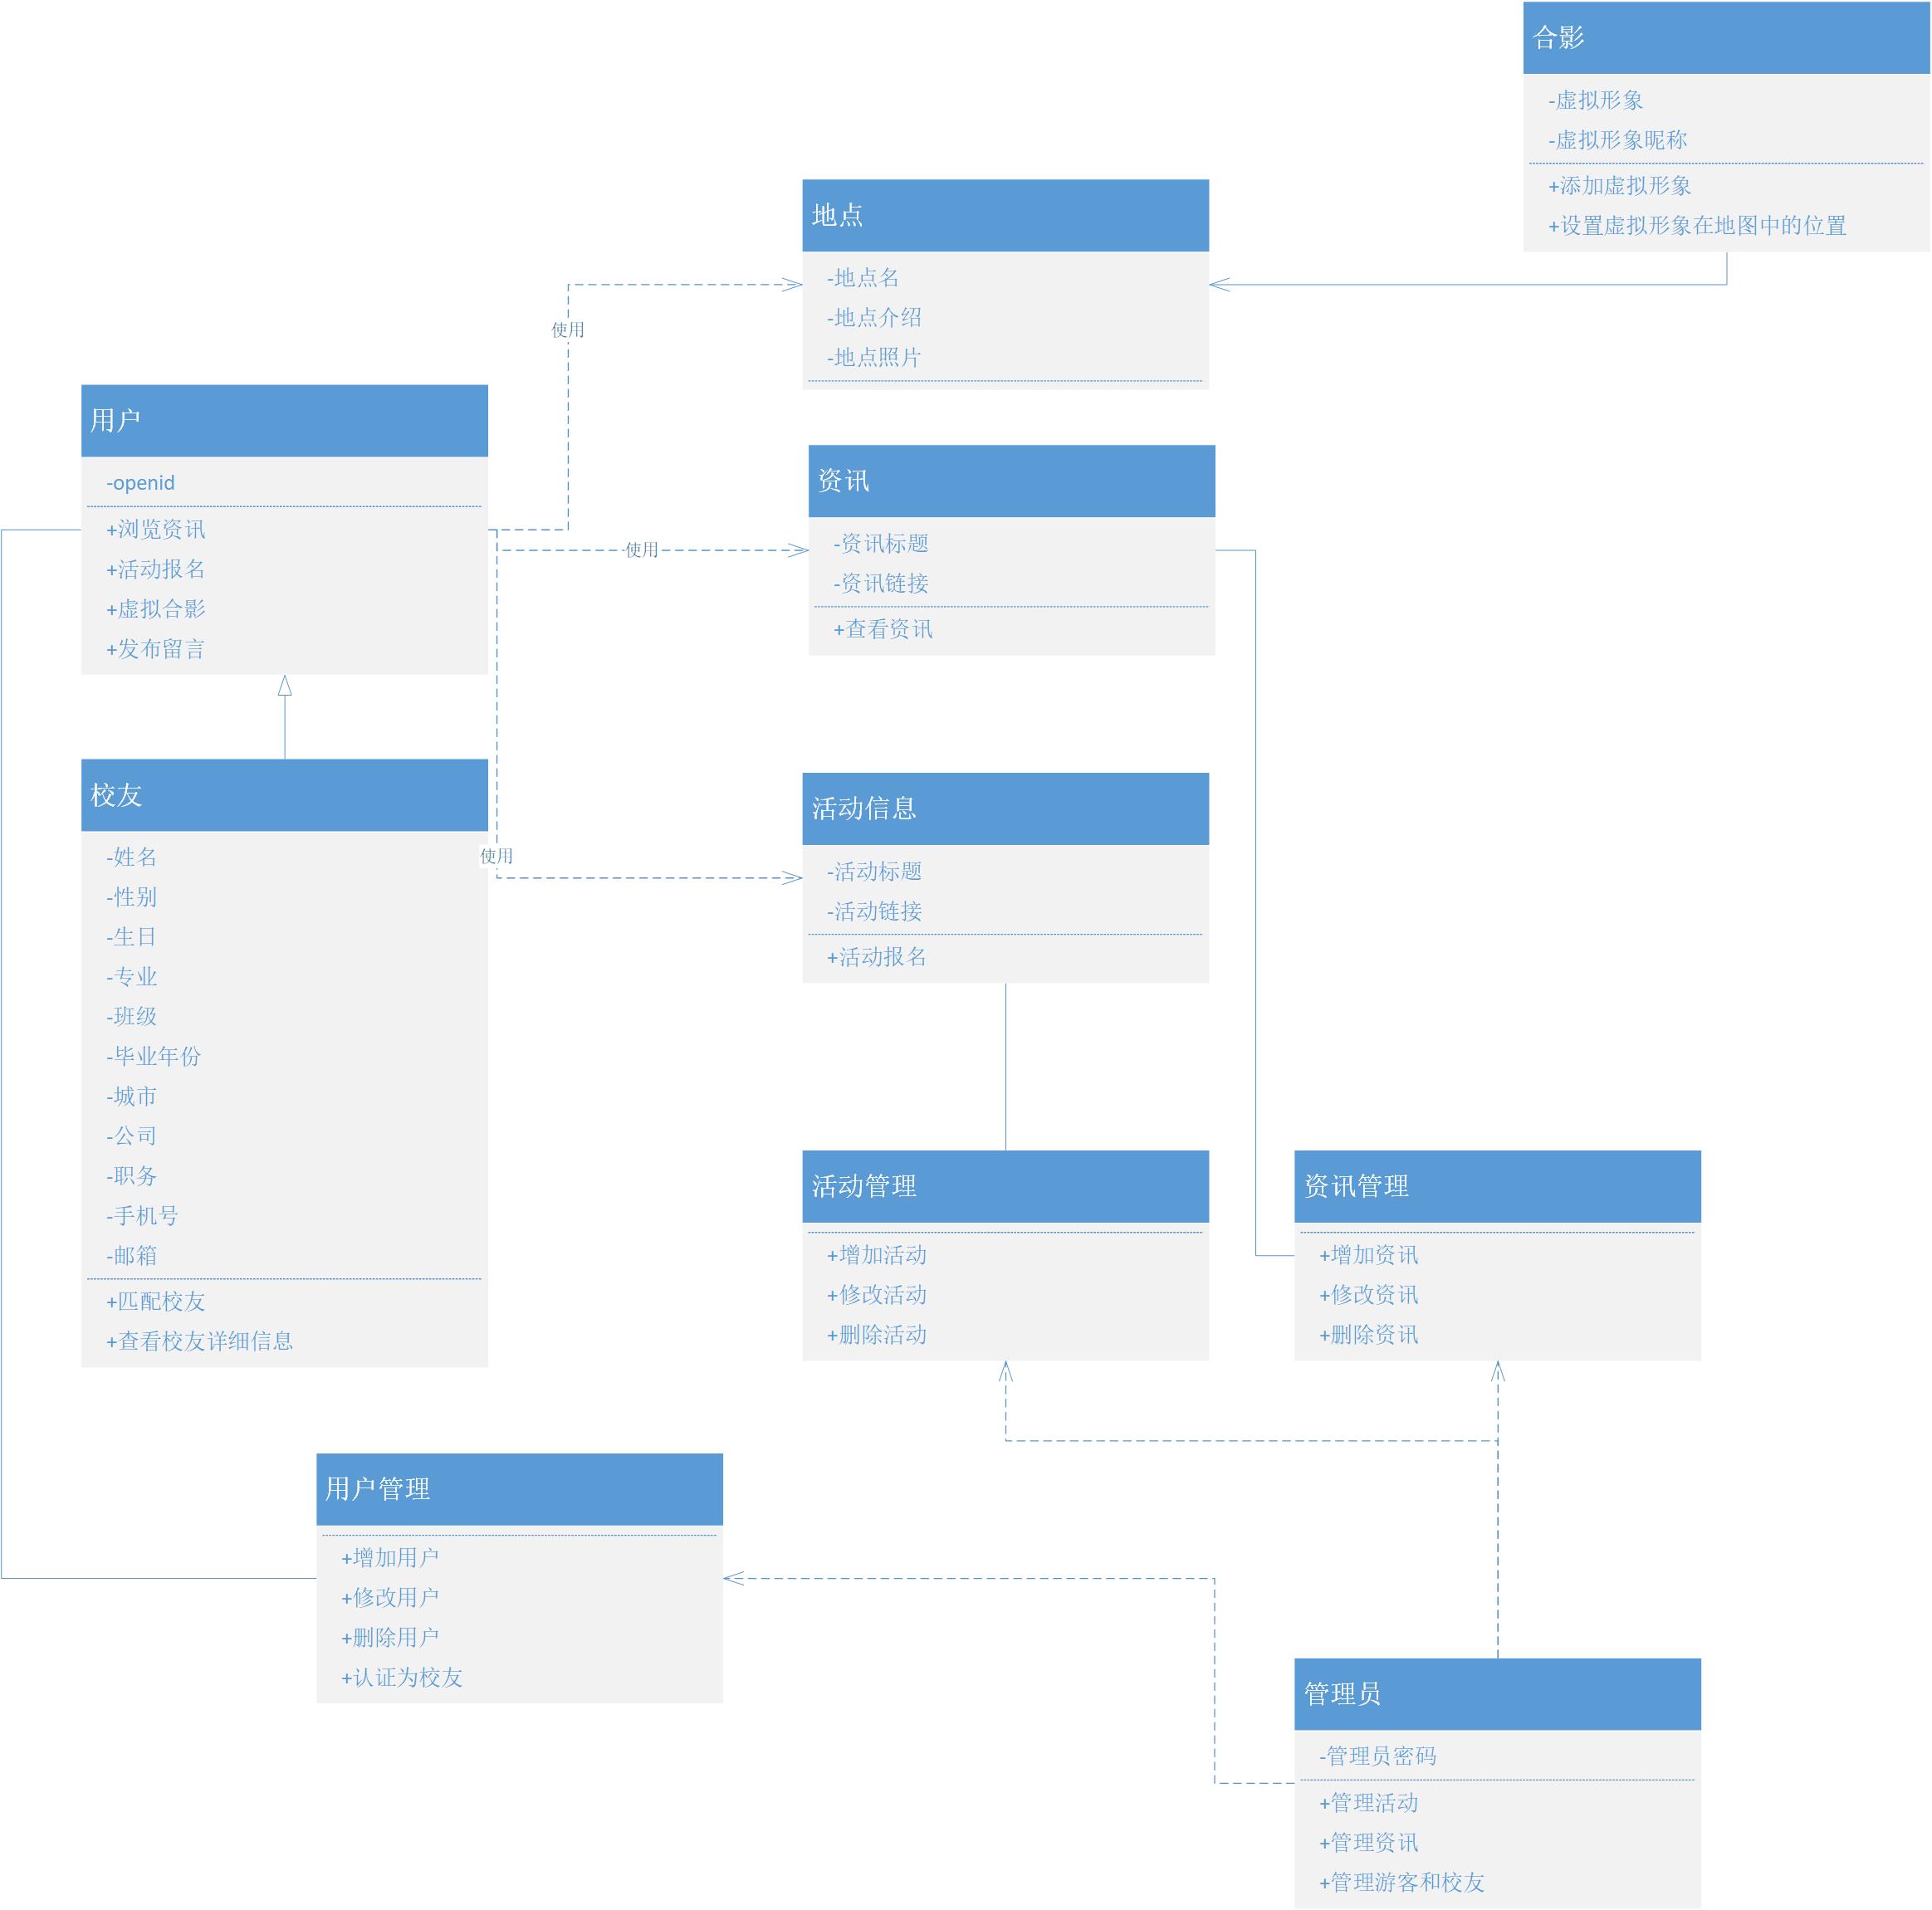 合影
-虚拟形象
-虚拟形象昵称
+添加虚拟形象
+设置虚拟形象在地图中的位置
地点
-地点名
-地点介绍
-地点照片
使用
用户
-openid
+浏览资讯
+活动报名
+虚拟合影
+发布留言
资讯
-资讯标题
-资讯链接
+查看资讯
使用
校友
-姓名
-性别
-生日
-专业
-班级
-毕业年份
-城市
-公司
-职务
-手机号
-邮箱
+匹配校友
+查看校友详细信息
使用
活动信息
-活动标题
-活动链接
+活动报名
活动管理
+增加活动
+修改活动
+删除活动
资讯管理
+增加资讯
+修改资讯
+删除资讯
用户管理
+增加用户
+修改用户
+删除用户
+认证为校友
管理员
-管理员密码
+管理活动
+管理资讯
+管理游客和校友